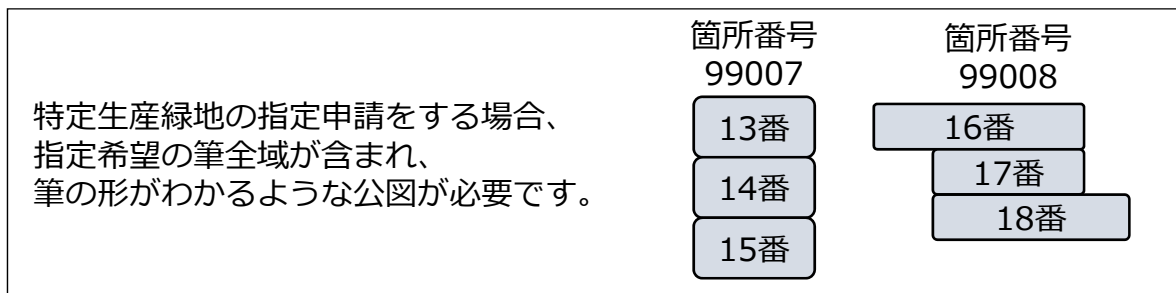 特定生産緑地の指定申請をする場合、
指定希望の筆全域が含まれ、
筆の形がわかるような公図が必要です。
箇所番号
99007
13番
14番
15番
箇所番号
99008
16番
17番
18番